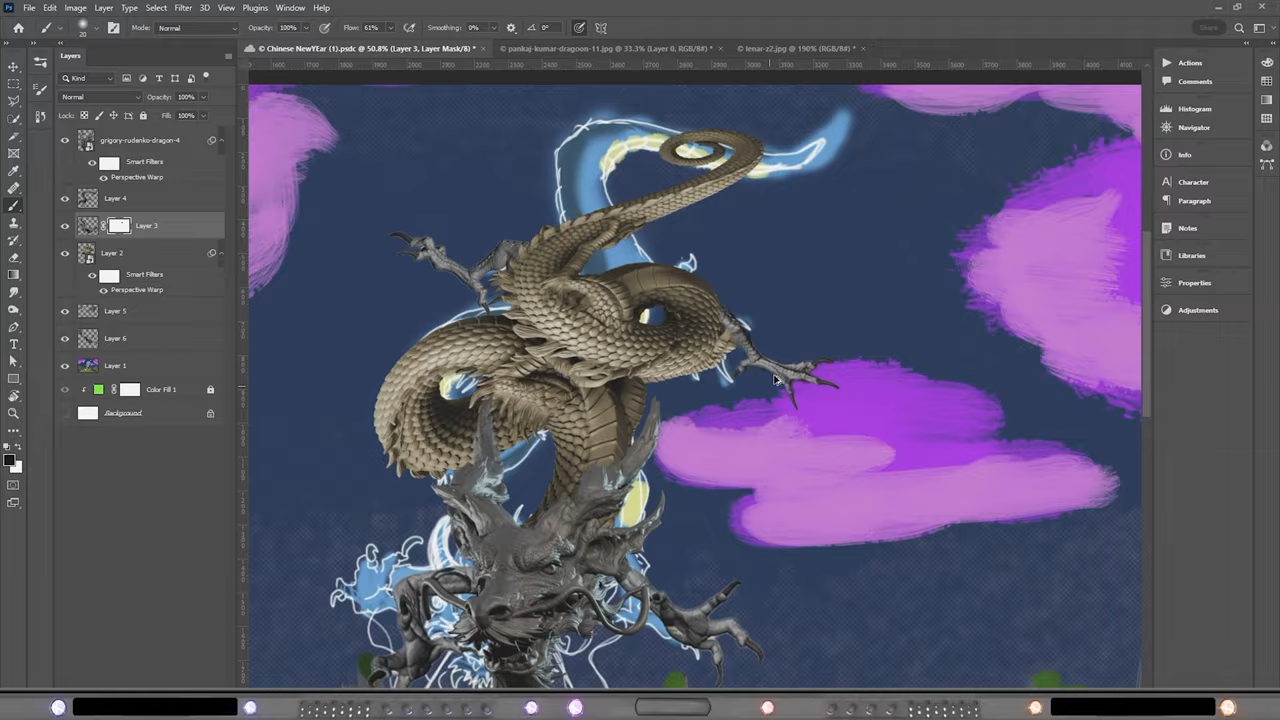 File Edit Image Layer Type Select Filter 3D View Plugins Window Help
20 Mode: Normal Opacity: 100% Flow: 61% Smoothing: 0% 0° Share
© Chinese NewYEar (1).psdc @ 50.8% (Layer 3, Layer Mask/8) * × © pankaj-kumar-dragoon-11.jpg @ 33.3% (Layer 0, RGB/8#) * × © lenar-z2.jpg @ 190% (RGB/8#) * ×
Layers
Kind
Normal Opacity: 100%
Lock: Fill: 100%
grigory-rudenko-dragon-4
Smart Filters
Perspective Warp
Layer 4
Layer 3
Layer 2
Smart Filters
Perspective Warp
Layer 5
Layer 6
Layer 1
Color Fill 1
Background
Actions
Comments
Histogram
Navigator
Info
Character
Paragraph
Notes
Libraries
Properties
Adjustments